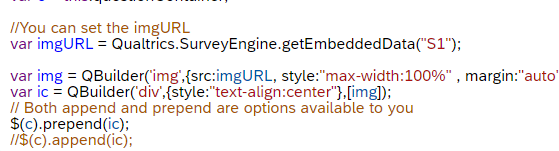 //You can set the imgURL
var imgURL = Qualtrics.SurveyEngine.getEmbeddedData("S1");
var img = QBuilder('img',{src:imgURL, style:"max-width:100%" , margin:"auto"
var ic = QBuilder('div',{style:"text-align:center"},[img]);
// Both append and prepend are options available to you
$(c).prepend(ic);
//$(c).append(ic);